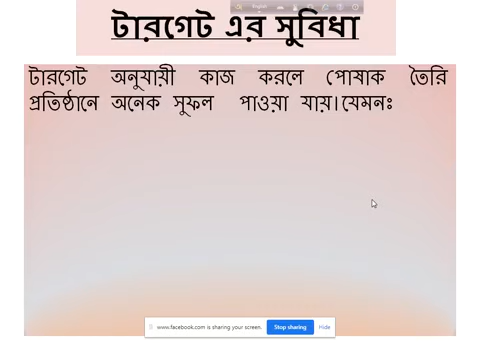 English
টারগেট এর সুবিধা
টারগেট অনুযায়ী কাজ করলে পোষাক তৈরি
প্রতিষ্ঠানে অনেক সুফল পাওয়া যায়।যেমনঃ
www.facebook.com is sharing your screen.
Stop sharing
Hide